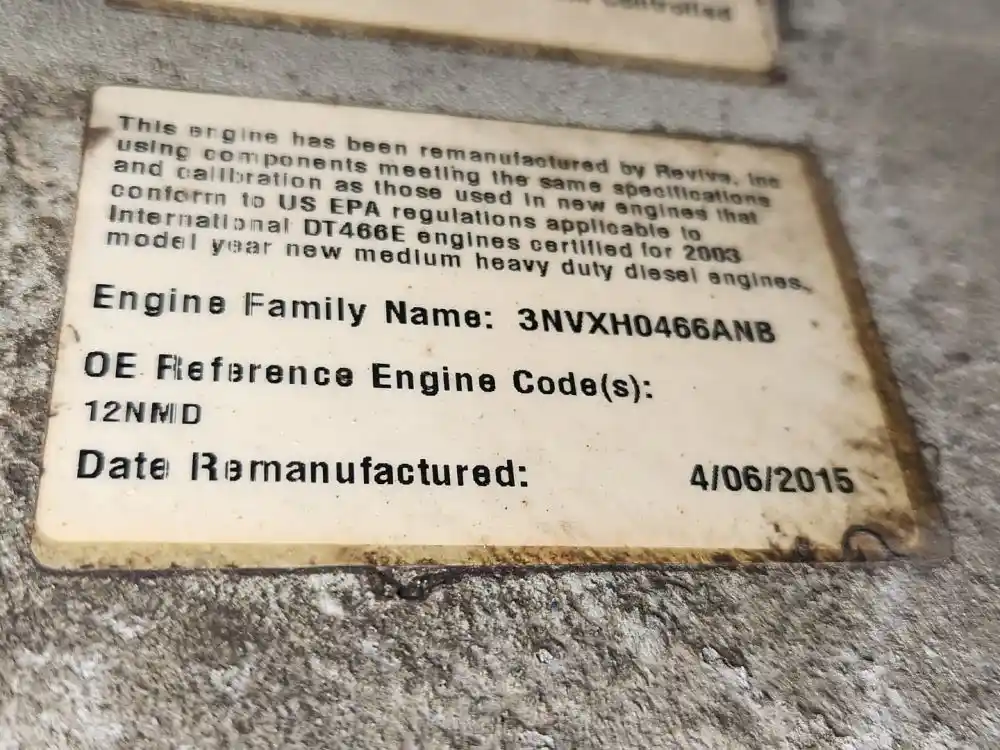 Controlled
This engine has been remanufactured by Reviva, Inc
using components meeting the same specifications
and calibration as those used in new engines that
conform to US EPA regulations applicable to
International DT466E engines certified for 2003
model year new medium heavy duty diesel engines.
Engine Family Name: 3NVXH0466ANB
OE Reference Engine Code(s):
12NMD
Date Remanufactured: 4/06/2015